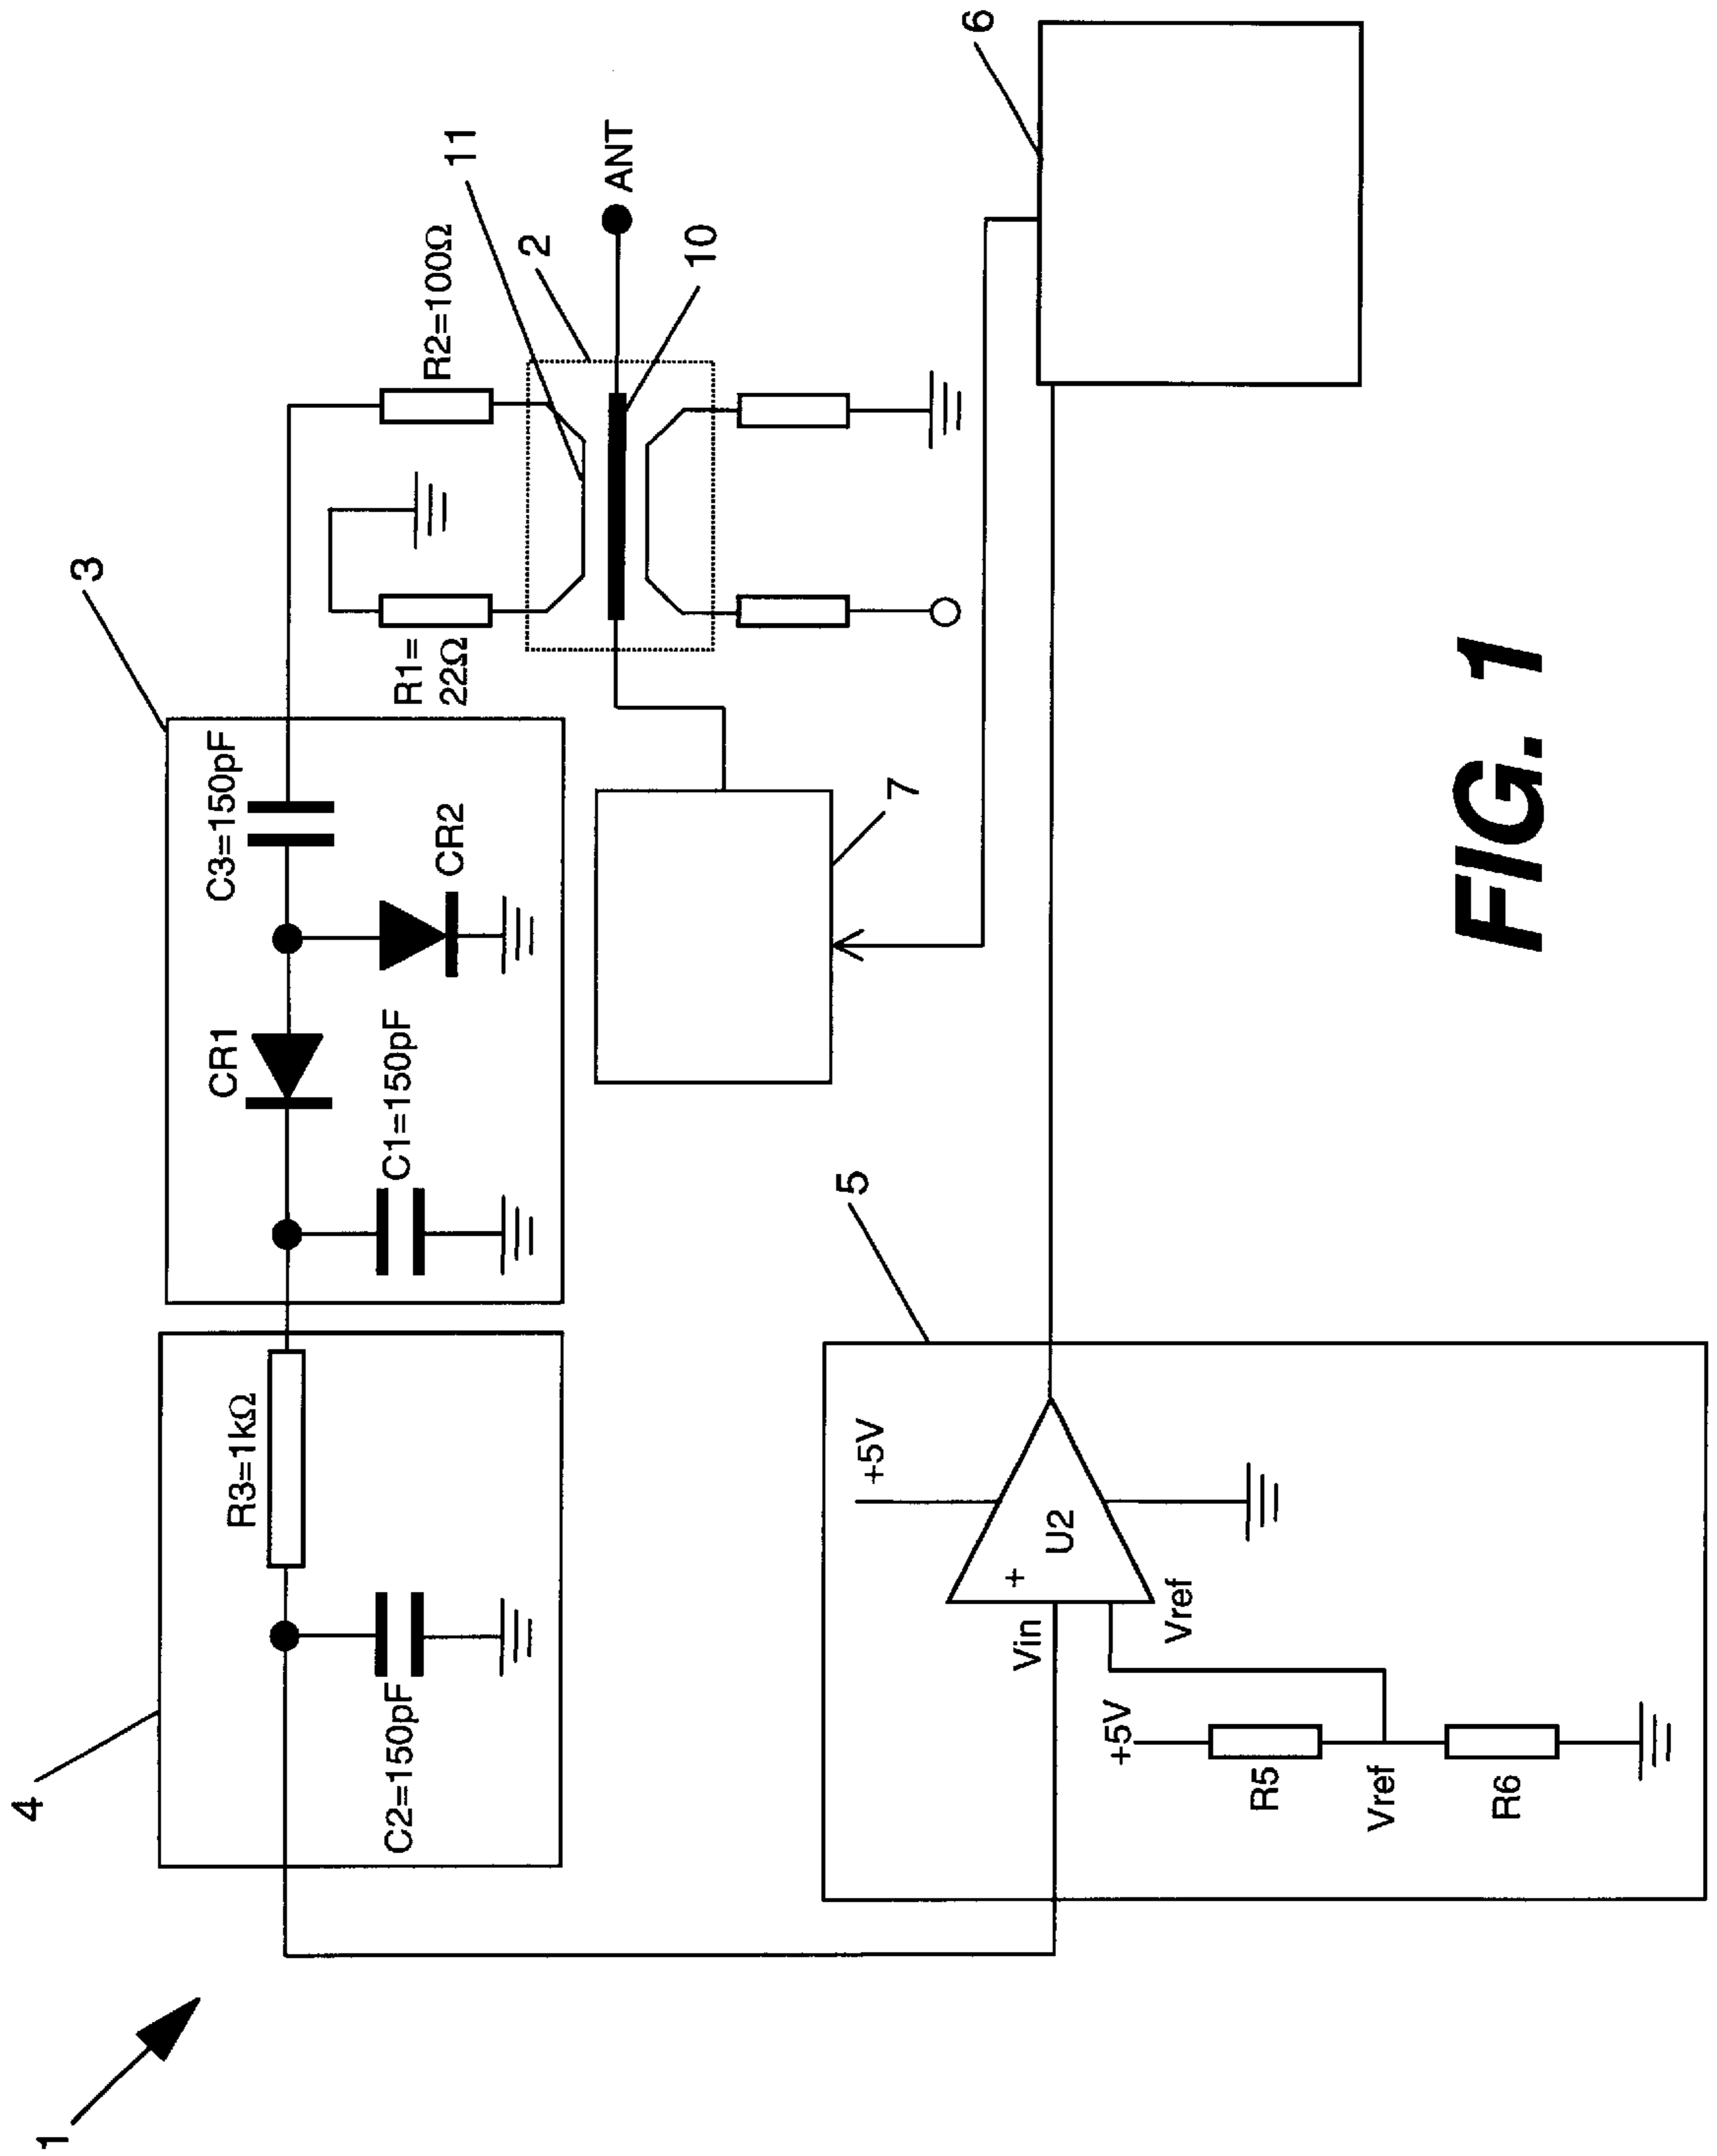 1
4
R3=1kΩ
C2=150pF
3
CR1
C3=150pF
C1=150pF
CR2
R1=
22Ω
R2=100Ω
11
2
ANT
10
7
6
5
+5V
+
U2
Vin
Vref
+5V
R5
Vref
R6
FIG. 1